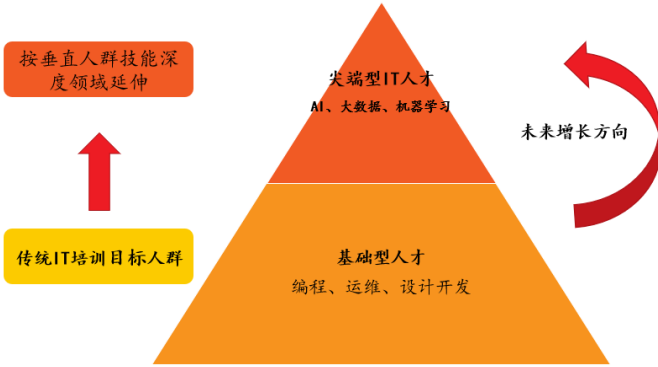 按垂直人群技能深
度领域延伸
尖端型IT人才
AI、大数据、机器学习
未来增长方向
传统IT培训目标人群
基础型人才
编程、运维、设计开发